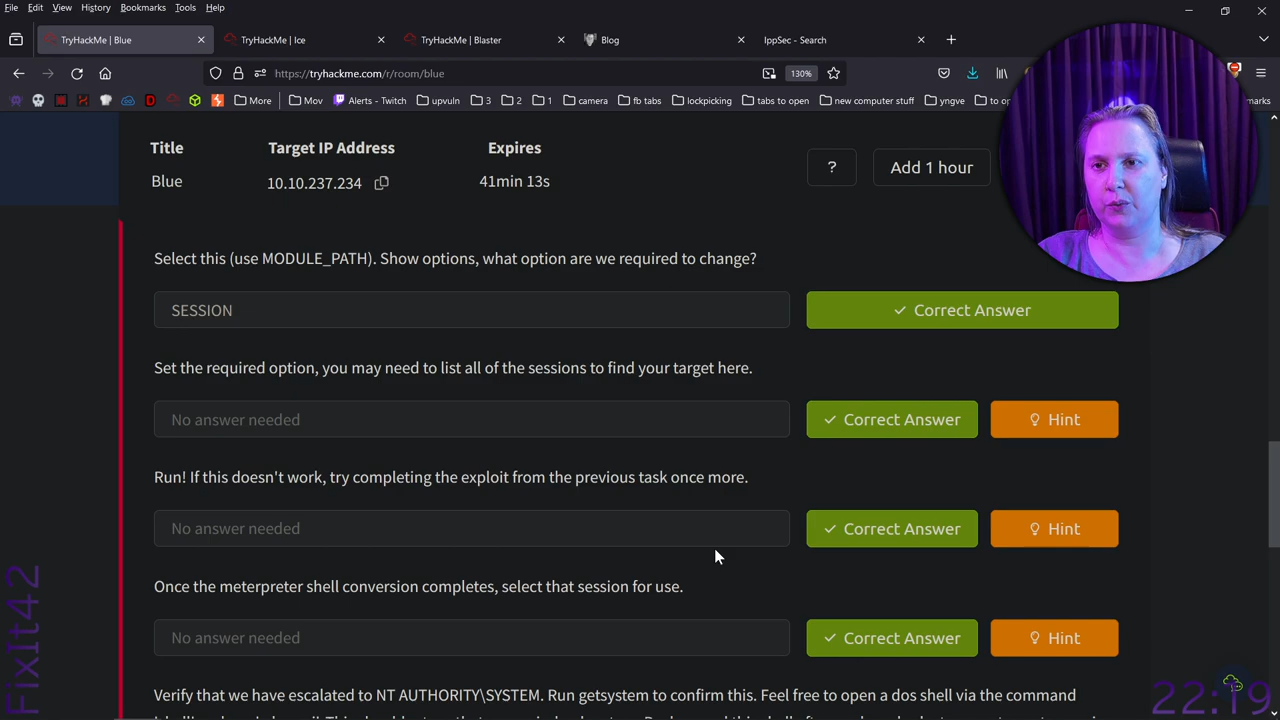 File Edit View History Bookmarks Tools Help
TryHackMe | Blue TryHackMe | Ice TryHackMe | Blaster Blog IppSec - Search
https://tryhackme.com/r/room/blue 130%
More Mov Alerts - Twitch upvuln 3 2 1 camera fb tabs lockpicking tabs to open new computer stuff yngve to o
Title Target IP Address Expires
Blue 10.10.237.234 41min 13s
? Add 1 hour
Select this (use MODULE_PATH). Show options, what option are we required to change?
SESSION Correct Answer
Set the required option, you may need to list all of the sessions to find your target here.
No answer needed Correct Answer Hint
Run! If this doesn't work, try completing the exploit from the previous task once more.
No answer needed Correct Answer Hint
Once the meterpreter shell conversion completes, select that session for use.
No answer needed Correct Answer Hint
Verify that we have escalated to NT AUTHORITY\SYSTEM. Run getsystem to confirm this. Feel free to open a dos shell via the command
FixIt42
22:19